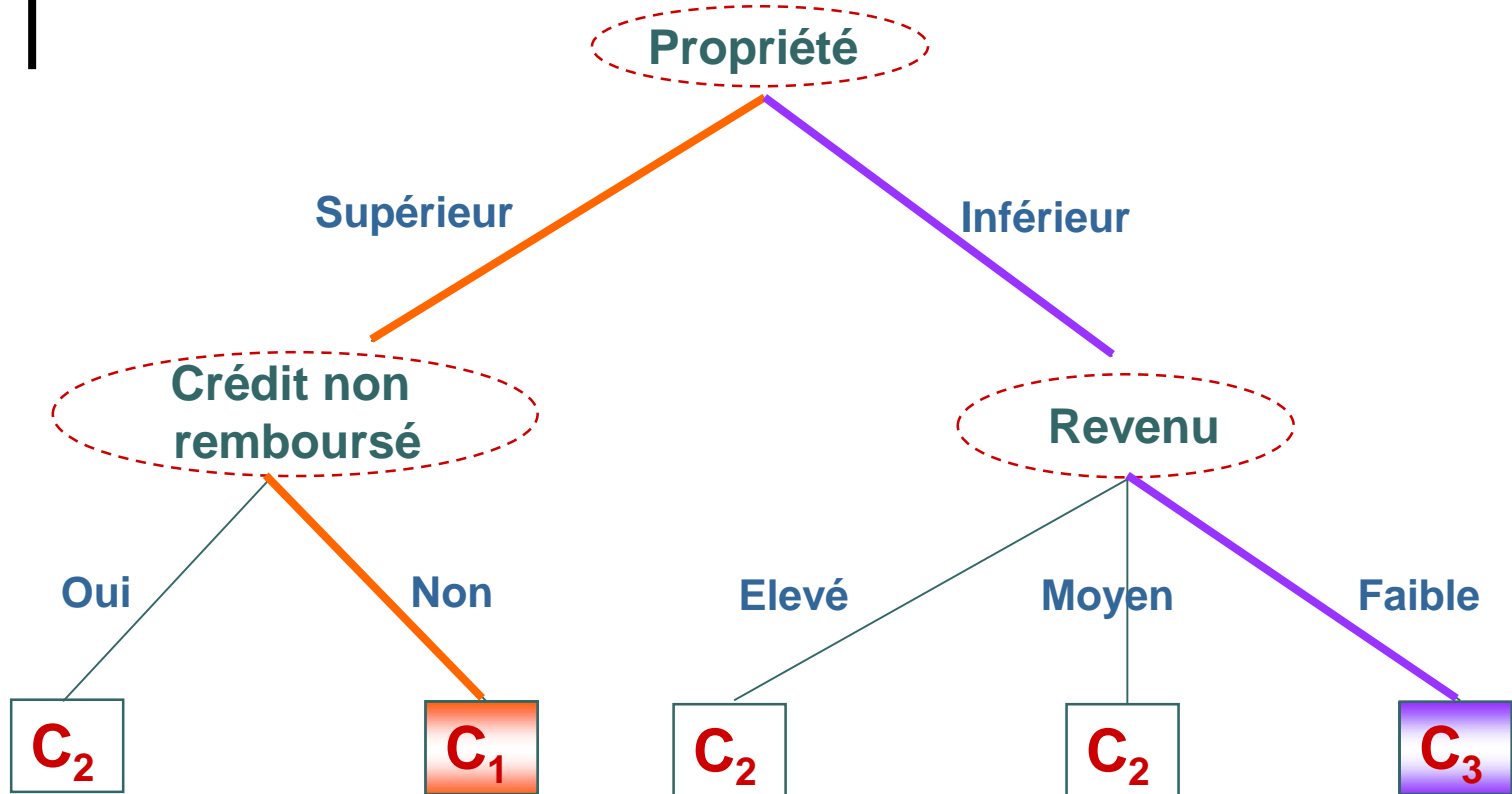 Propriété
Supérieur
Inférieur
Crédit non
remboursé
Revenu
Oui
Non
Elevé
Moyen
Faible
C2
C1
C2
C2
C3